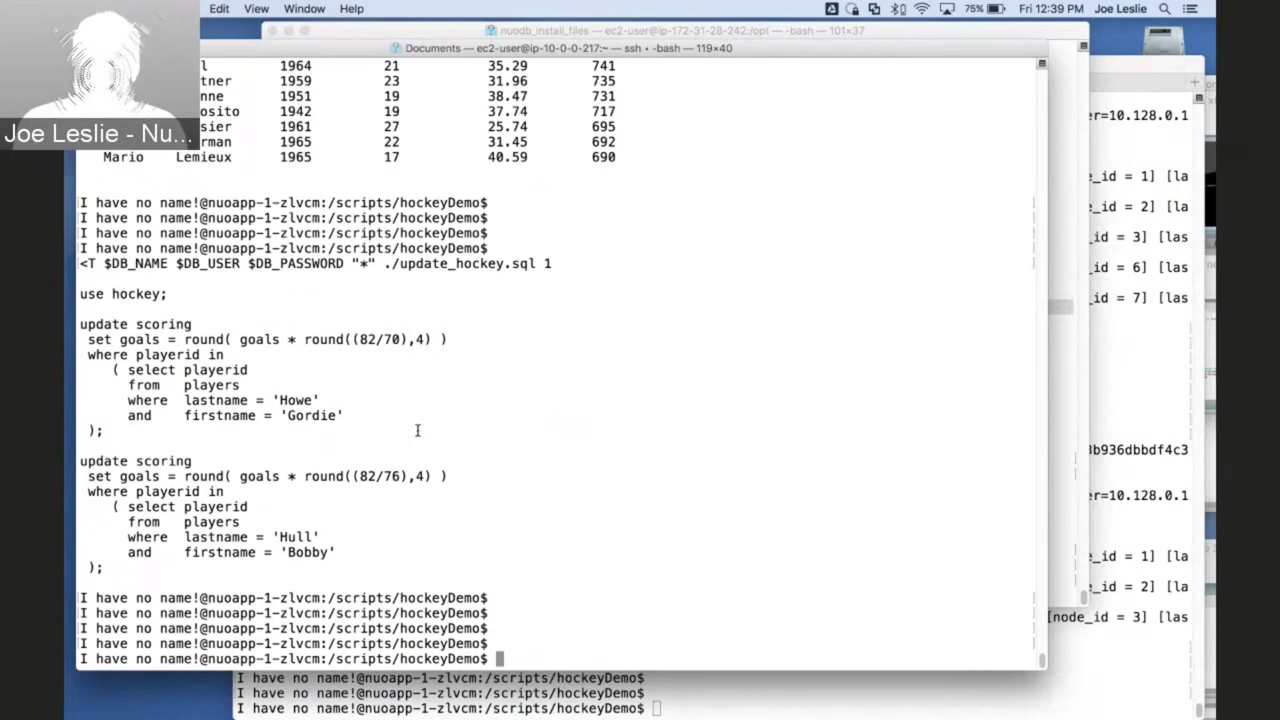 Edit View Window Help 75% Fri 12:39 PM Joe Leslie
nuodb_install_files — ec2-user@ip-172-31-28-242:/opt — -bash — 101×37
Documents — ec2-user@ip-10-0-0-217:~ — ssh ‹ -bash — 119×40
l 1964 21 35.29 741
tner 1959 23 31.96 735
nne 1951 19 38.47 731
osito 1942 19 37.74 717
sier 1961 27 25.74 695
rman 1965 22 31.45 692
Mario Lemieux 1965 17 40.59 690
Joe Leslie - Nu...
I have no name!@nuoapp-1-zlvcm:/scripts/hockeyDemo$
I have no name!@nuoapp-1-zlvcm:/scripts/hockeyDemo$
I have no name!@nuoapp-1-zlvcm:/scripts/hockeyDemo$
I have no name!@nuoapp-1-zlvcm:/scripts/hockeyDemo$
<T $DB_NAME $DB_USER $DB_PASSWORD "*" ./update_hockey.sql 1
use hockey;
update scoring
set goals = round( goals * round((82/70),4) )
where playerid in
( select playerid
from players
where lastname = 'Howe'
and firstname = 'Gordie'
);
update scoring
set goals = round( goals * round((82/76),4) )
where playerid in
( select playerid
from players
where lastname = 'Hull'
and firstname = 'Bobby'
);
I have no name!@nuoapp-1-zlvcm:/scripts/hockeyDemo$
I have no name!@nuoapp-1-zlvcm:/scripts/hockeyDemo$
I have no name!@nuoapp-1-zlvcm:/scripts/hockeyDemo$
I have no name!@nuoapp-1-zlvcm:/scripts/hockeyDemo$
I have no name!@nuoapp-1-zlvcm:/scripts/hockeyDemo$
I have no name!@nuoapp-1-zlvcm:/scripts/hockeyDemo$
I have no name!@nuoapp-1-zlvcm:/scripts/hockeyDemo$
I have no name!@nuoapp-1-zlvcm:/scripts/hockeyDemo$
er=10.128.0.1
e_id = 1] [la
e_id = 2] [la
_id = 3] [las
_id = 6] [las
_id = 7] [las
3b936dbbdf4c3
er=10.128.0.1
e_id = 1] [la
e_id = 2] [la
[node_id = 3] [las